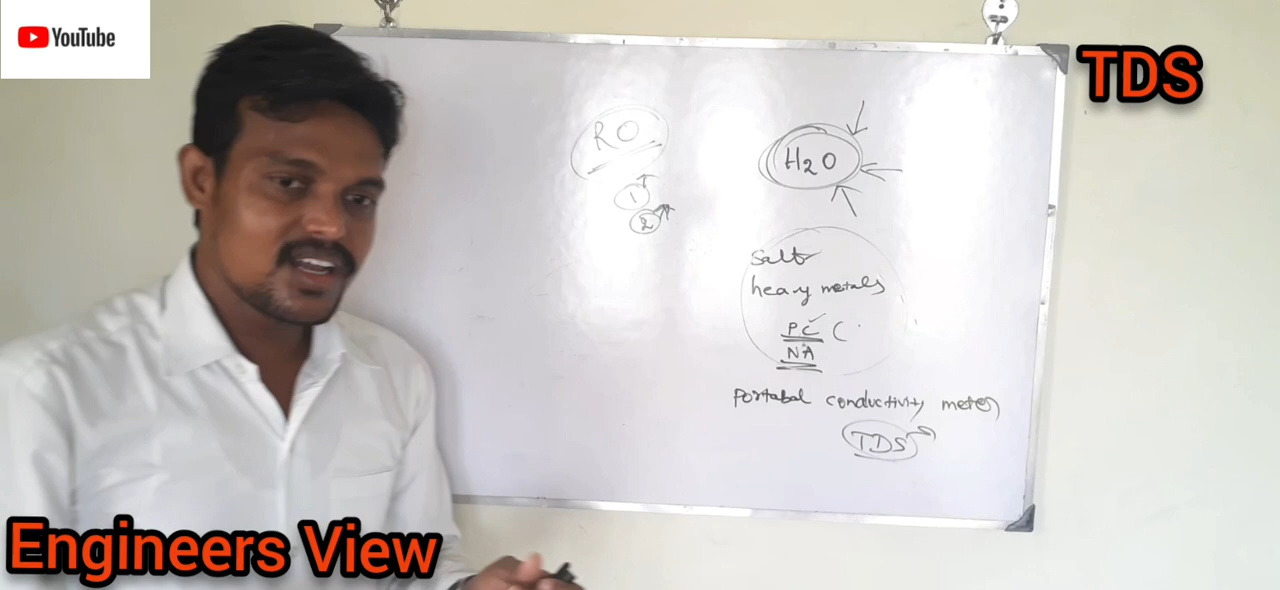 YouTube
TDS
RO
1
2
H2O
Salt
heavy metals
PC (
NA
Portabal conductivity meter
TDS
Engineers View